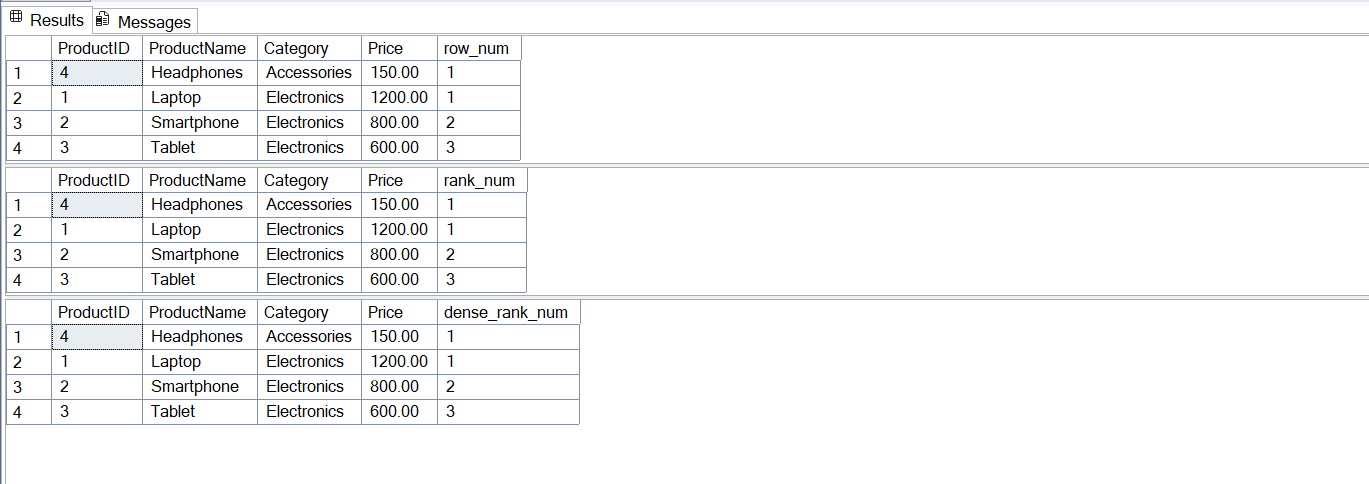 Results Messages
ProductID ProductName Category Price row_num
1 4 Headphones Accessories 150.00 1
2 1 Laptop Electronics 1200.00 1
3 2 Smartphone Electronics 800.00 2
4 3 Tablet Electronics 600.00 3
ProductID ProductName Category Price rank_num
1 4 Headphones Accessories 150.00 1
2 1 Laptop Electronics 1200.00 1
3 2 Smartphone Electronics 800.00 2
4 3 Tablet Electronics 600.00 3
ProductID ProductName Category Price dense_rank_num
1 4 Headphones Accessories 150.00 1
2 1 Laptop Electronics 1200.00 1
3 2 Smartphone Electronics 800.00 2
4 3 Tablet Electronics 600.00 3